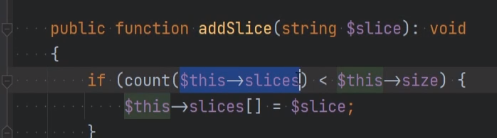 public function addSlice(string $slice): void
{
if (count($this->slices) < $this->size) {
$this->slices[] = $slice;
}